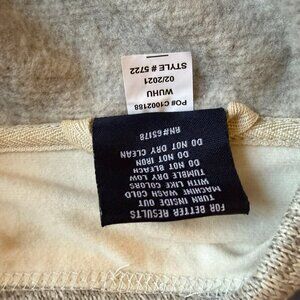 PO# C1002188
WUHU
02/2021
STYLE # 5722
FOR BETTER RESULTS
TURN INSIDE OUT
MACHINE WASH COLD
WITH LIKE COLORS
TUMBLE DRY LOW
DO NOT BLEACH
DO NOT IRON
DO NOT DRY CLEAN
RN#65178